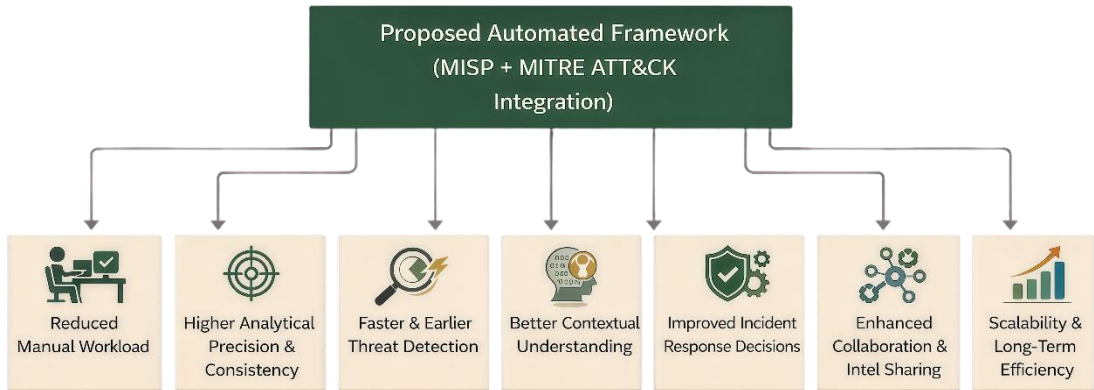 Proposed Automated Framework
(MISP + MITRE ATT&CK
Integration)
Reduced
Manual Workload
Higher Analytical
Precision &
Consistency
Faster & Earlier
Threat Detection
Better Contextual
Understanding
Improved Incident
Response Decisions
Enhanced
Collaboration &
Intel Sharing
Scalability &
Long-Term
Efficiency